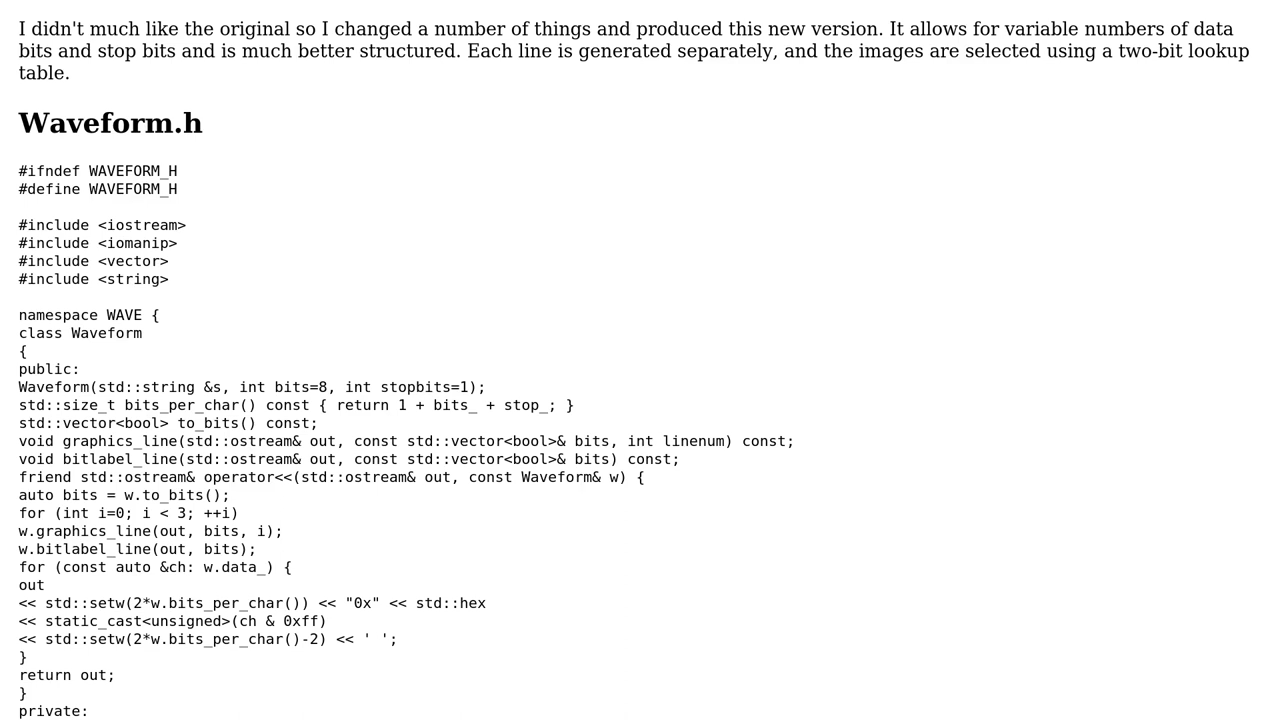 I didn't much like the original so I changed a number of things and produced this new version. It allows for variable numbers of data
bits and stop bits and is much better structured. Each line is generated separately, and the images are selected using a two-bit lookup
table.
Waveform.h
#ifndef WAVEFORM_H
#define WAVEFORM_H
#include <iostream>
#include <iomanip>
#include <vector>
#include <string>
namespace WAVE {
class Waveform
{
public:
Waveform(std::string &s, int bits=8, int stopbits=1);
std::size_t bits_per_char() const { return 1 + bits_ + stop_; }
std::vector<bool> to_bits() const;
void graphics_line(std::ostream& out, const std::vector<bool>& bits, int linenum) const;
void bitlabel_line(std::ostream& out, const std::vector<bool>& bits) const;
friend std::ostream& operator<<(std::ostream& out, const Waveform& w) {
auto bits = w.to_bits();
for (int i=0; i < 3; ++i)
w.graphics_line(out, bits, i);
w.bitlabel_line(out, bits);
for (const auto &ch: w.data_) {
out
<< std::setw(2*w.bits_per_char()) << "0x" << std::hex
<< static_cast<unsigned>(ch & 0xff)
<< std::setw(2*w.bits_per_char()-2) << ' ';
}
return out;
}
private: